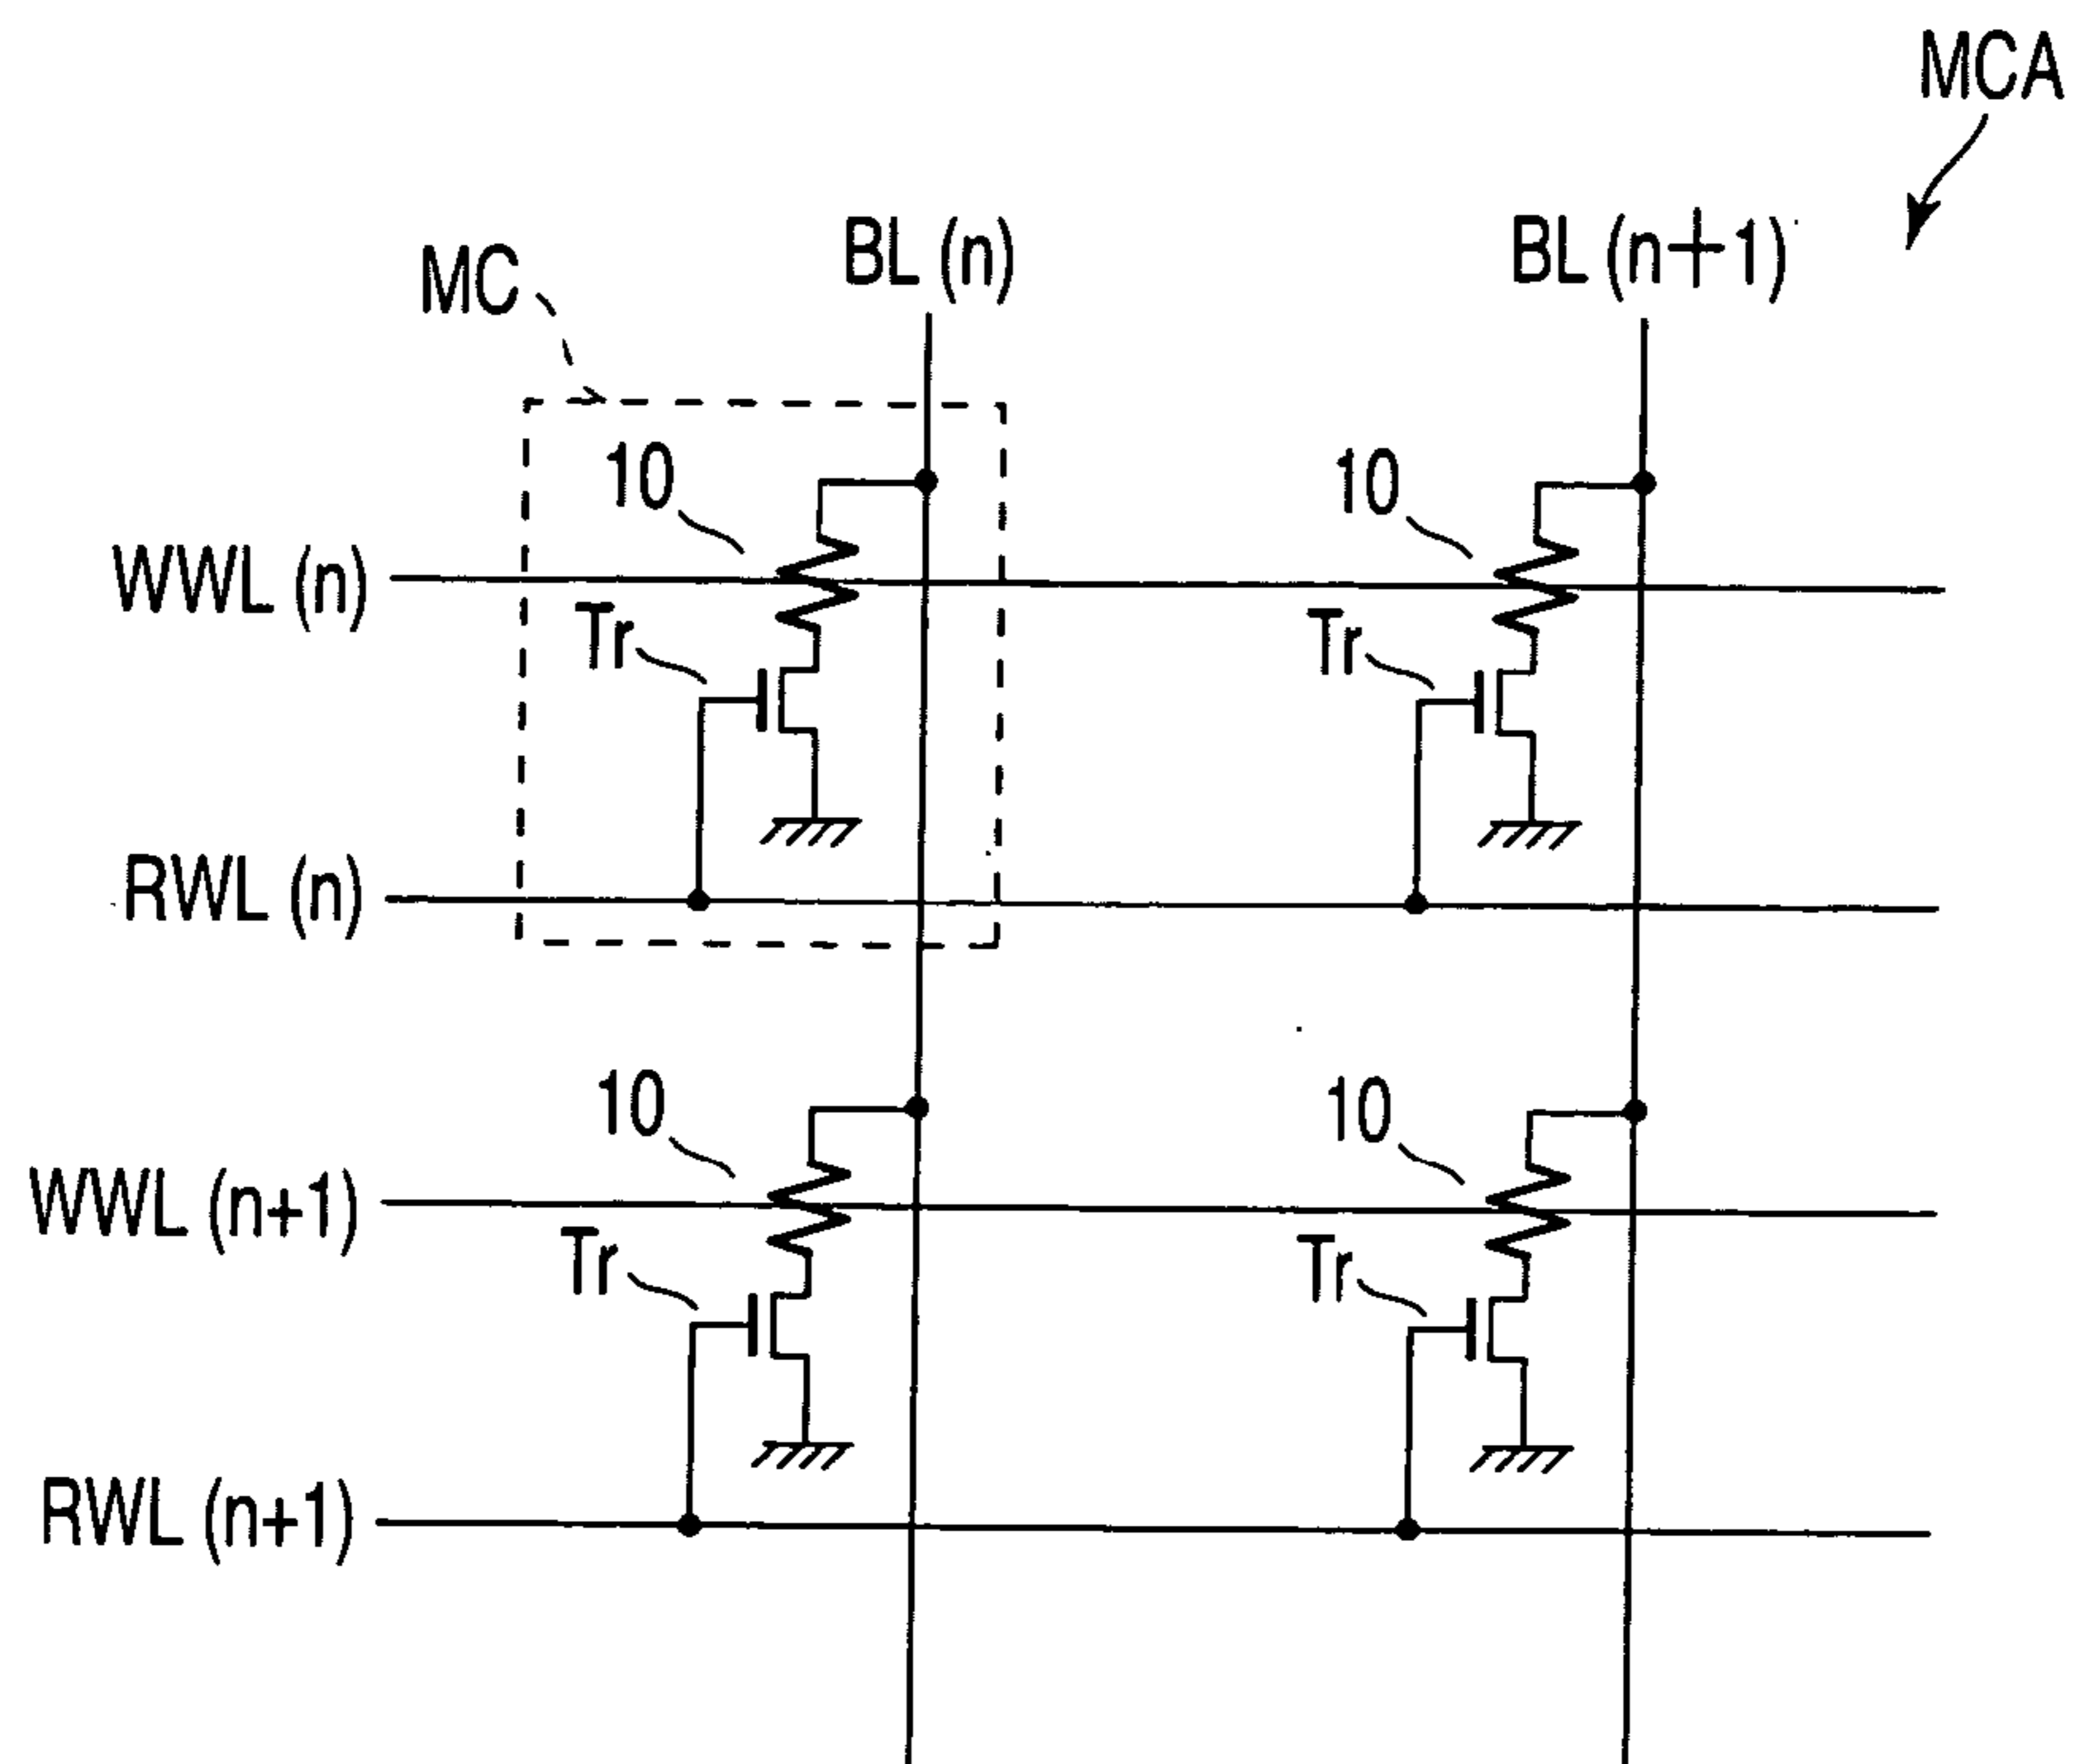 MCA
MC
BL (n)
BL (n+1)
10
10
WWL (n)
Tr
Tr
RWL (n)
10
10
WWL (n+1)
Tr
Tr
RWL (n+1)